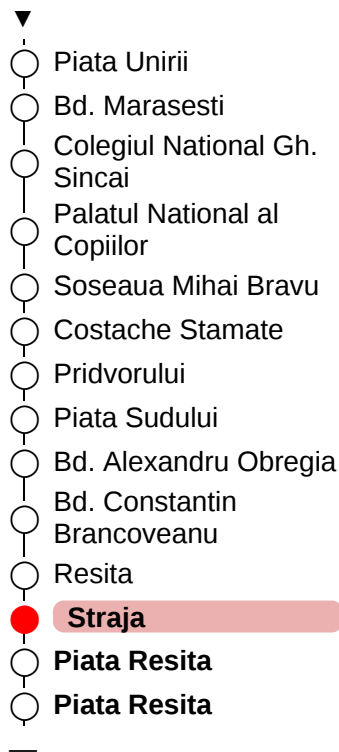 Piata Unirii
Bd. Marasesti
Colegiul National Gh.
Sincai
Palatul National al
Copiilor
Soseaua Mihai Bravu
Costache Stamate
Pridvorului
Piata Sudului
Bd. Alexandru Obregia
Bd. Constantin
Brancoveanu
Resita
Straja
Piata Resita
Piata Resita